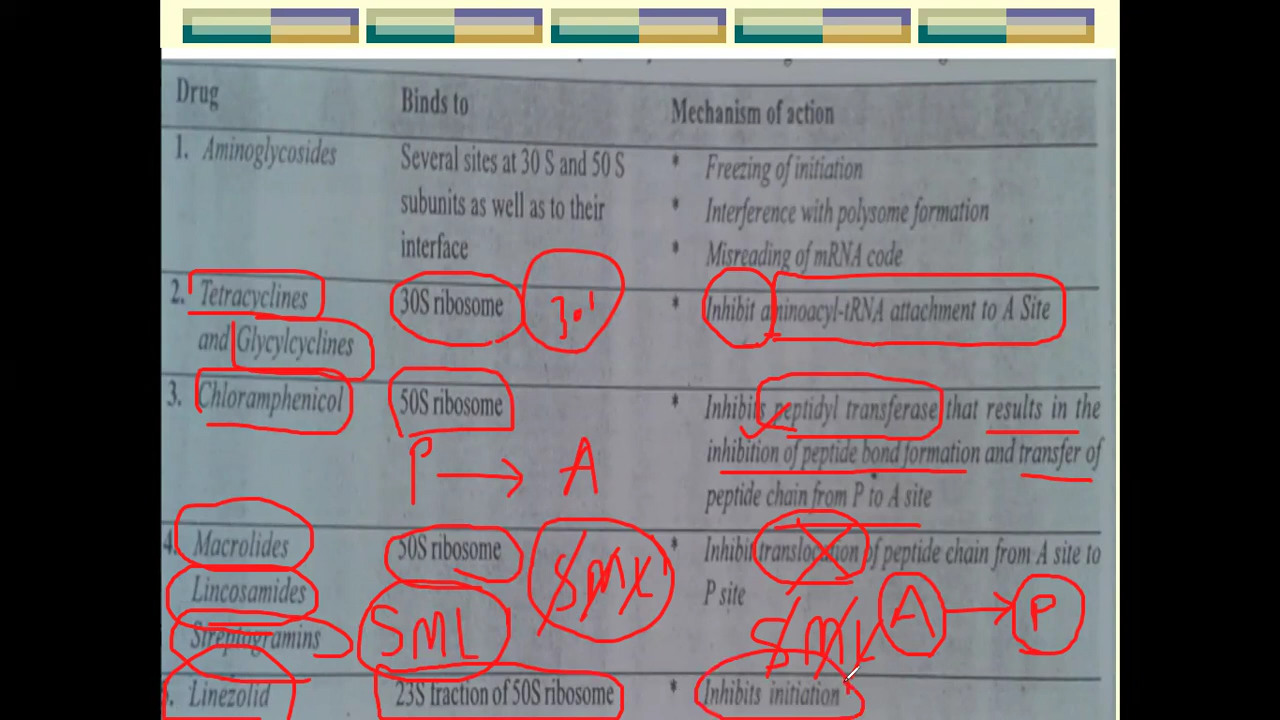 Drug Binds to Mechanism of action
1. Aminoglycosides Several sites at 30 S and 50 S * Freezing of initiation
subunits as well as to their * Interference with polysome formation
interface * Misreading of mRNA code
2. Tetracyclines 30S ribosome * Inhibit aminoacyl-tRNA attachment to A Site
and Glycylcyclines
3. Chloramphenicol 50S ribosome * Inhibits peptidyl transferase that results in the
inhibition of peptide bond formation and transfer of
P → A
peptide chain from P to A site
4. Macrolides 50S ribosome * Inhibit translocation of peptide chain from A site to
Lincosamides P site
A → P
Streptogramins SML SML
Linezolid 23S fraction of 50S ribosome * Inhibits initiation